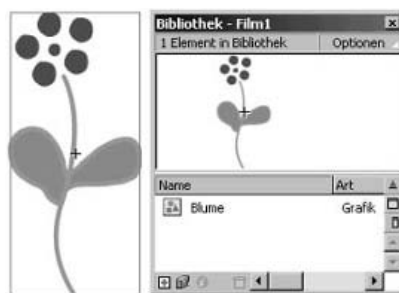 Bibliothek - Film1
1 Element in Bibliothek Optionen
Name Art
Blume Grafik